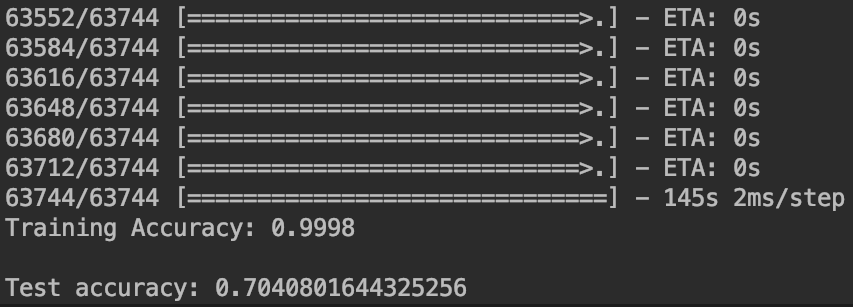 63552/63744 [==============================>.] - ETA: 0s
63584/63744 [==============================>.] - ETA: 0s
63616/63744 [==============================>.] - ETA: 0s
63648/63744 [==============================>.] - ETA: 0s
63680/63744 [==============================>.] - ETA: 0s
63712/63744 [==============================>.] - ETA: 0s
63744/63744 [==============================] - 145s 2ms/step
Training Accuracy: 0.9998
Test accuracy: 0.7040801644325256